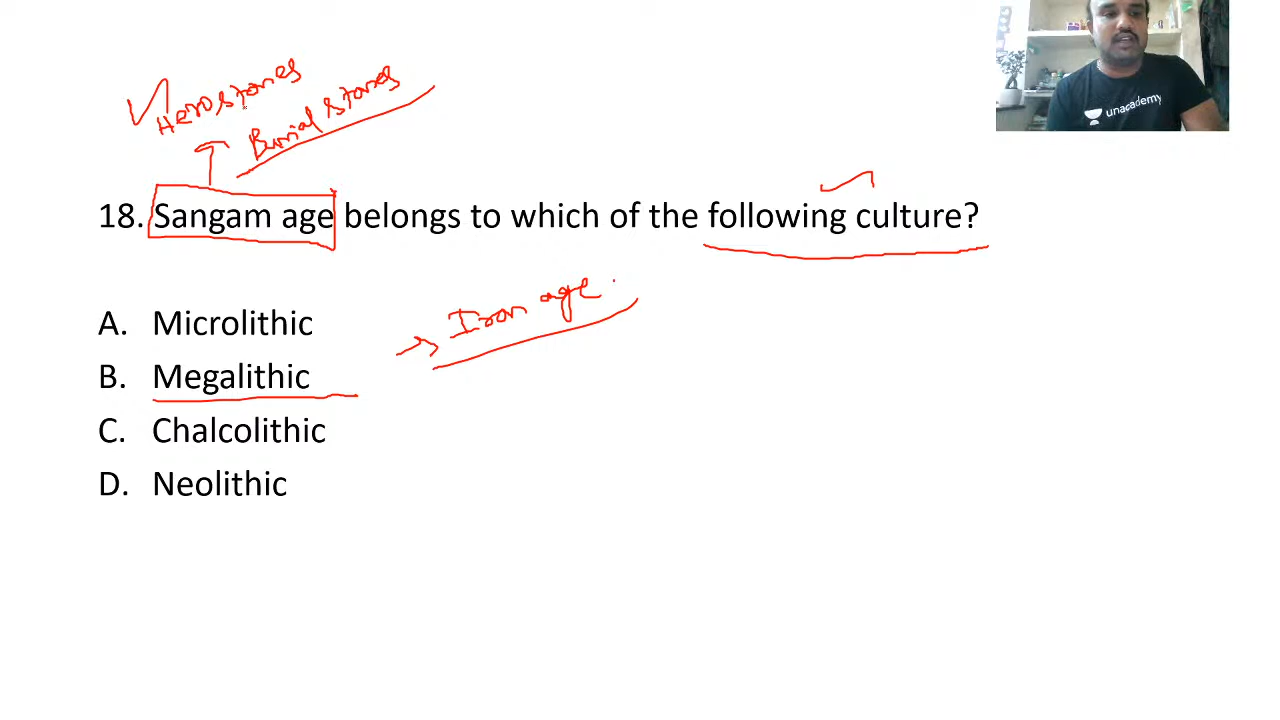 Herostones
Burial stones
unacademy
18. Sangam age belongs to which of the following culture?
Iron age
A. Microlithic
B. Megalithic
C. Chalcolithic
D. Neolithic